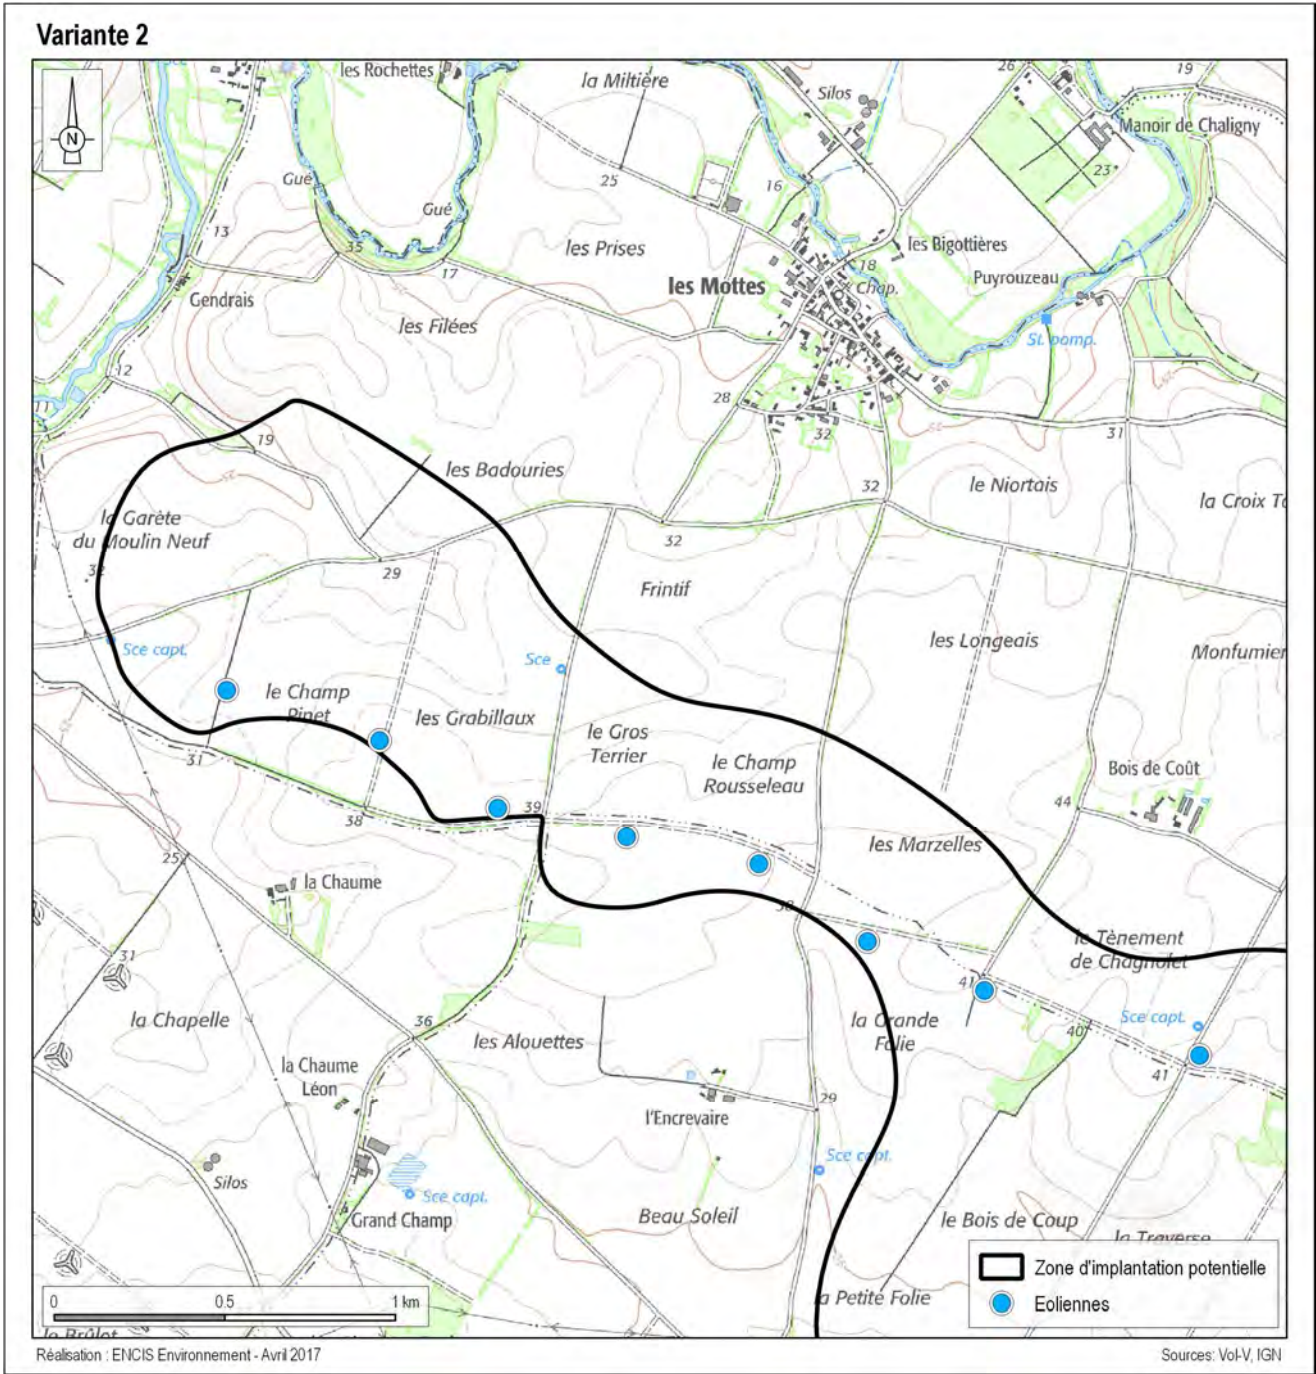 Variante 2
les Rochettes
la Miltière
Silos
26
19
Manoir de Chaligny
N
Gué
Gué
25
16
23
13
35
17
les Prises
les Bigottières
18
Chap.
Puyrouzeau
Gendrais
les Mottes
les Filées
St. pomp.
12
28
32
25
31
19
les Badouries
32
le Niortais
la Croix
25
la Garète
du Moulin Neuf
32
29
Frintif
les Longeais
Monfumier
Sce capt.
Sce
le Champ
Pinet
les Grabillaux
le Gros
Terrier
le Champ
Rousseleau
31
Bois de Coût
38
39
44
les Marzelles
25
la Chaume
38
le Tènement
de Chagnolet
31
41
la Chapelle
36
les Alouettes
la Grande
Folie
40
Sce capt.
41
la Chaume
Léon
l'Encrevaire
29
Sce capt.
Silos
Sce capt.
Grand Champ
Beau Soleil
le Bois de Coup
la Traverse
la Petite Folie
Zone d'implantation potentielle
Eoliennes
0 0.5 1 km
le Brûlot
Réalisation : ENCIS Environnement - Avril 2017
Sources: Vol-V, IGN